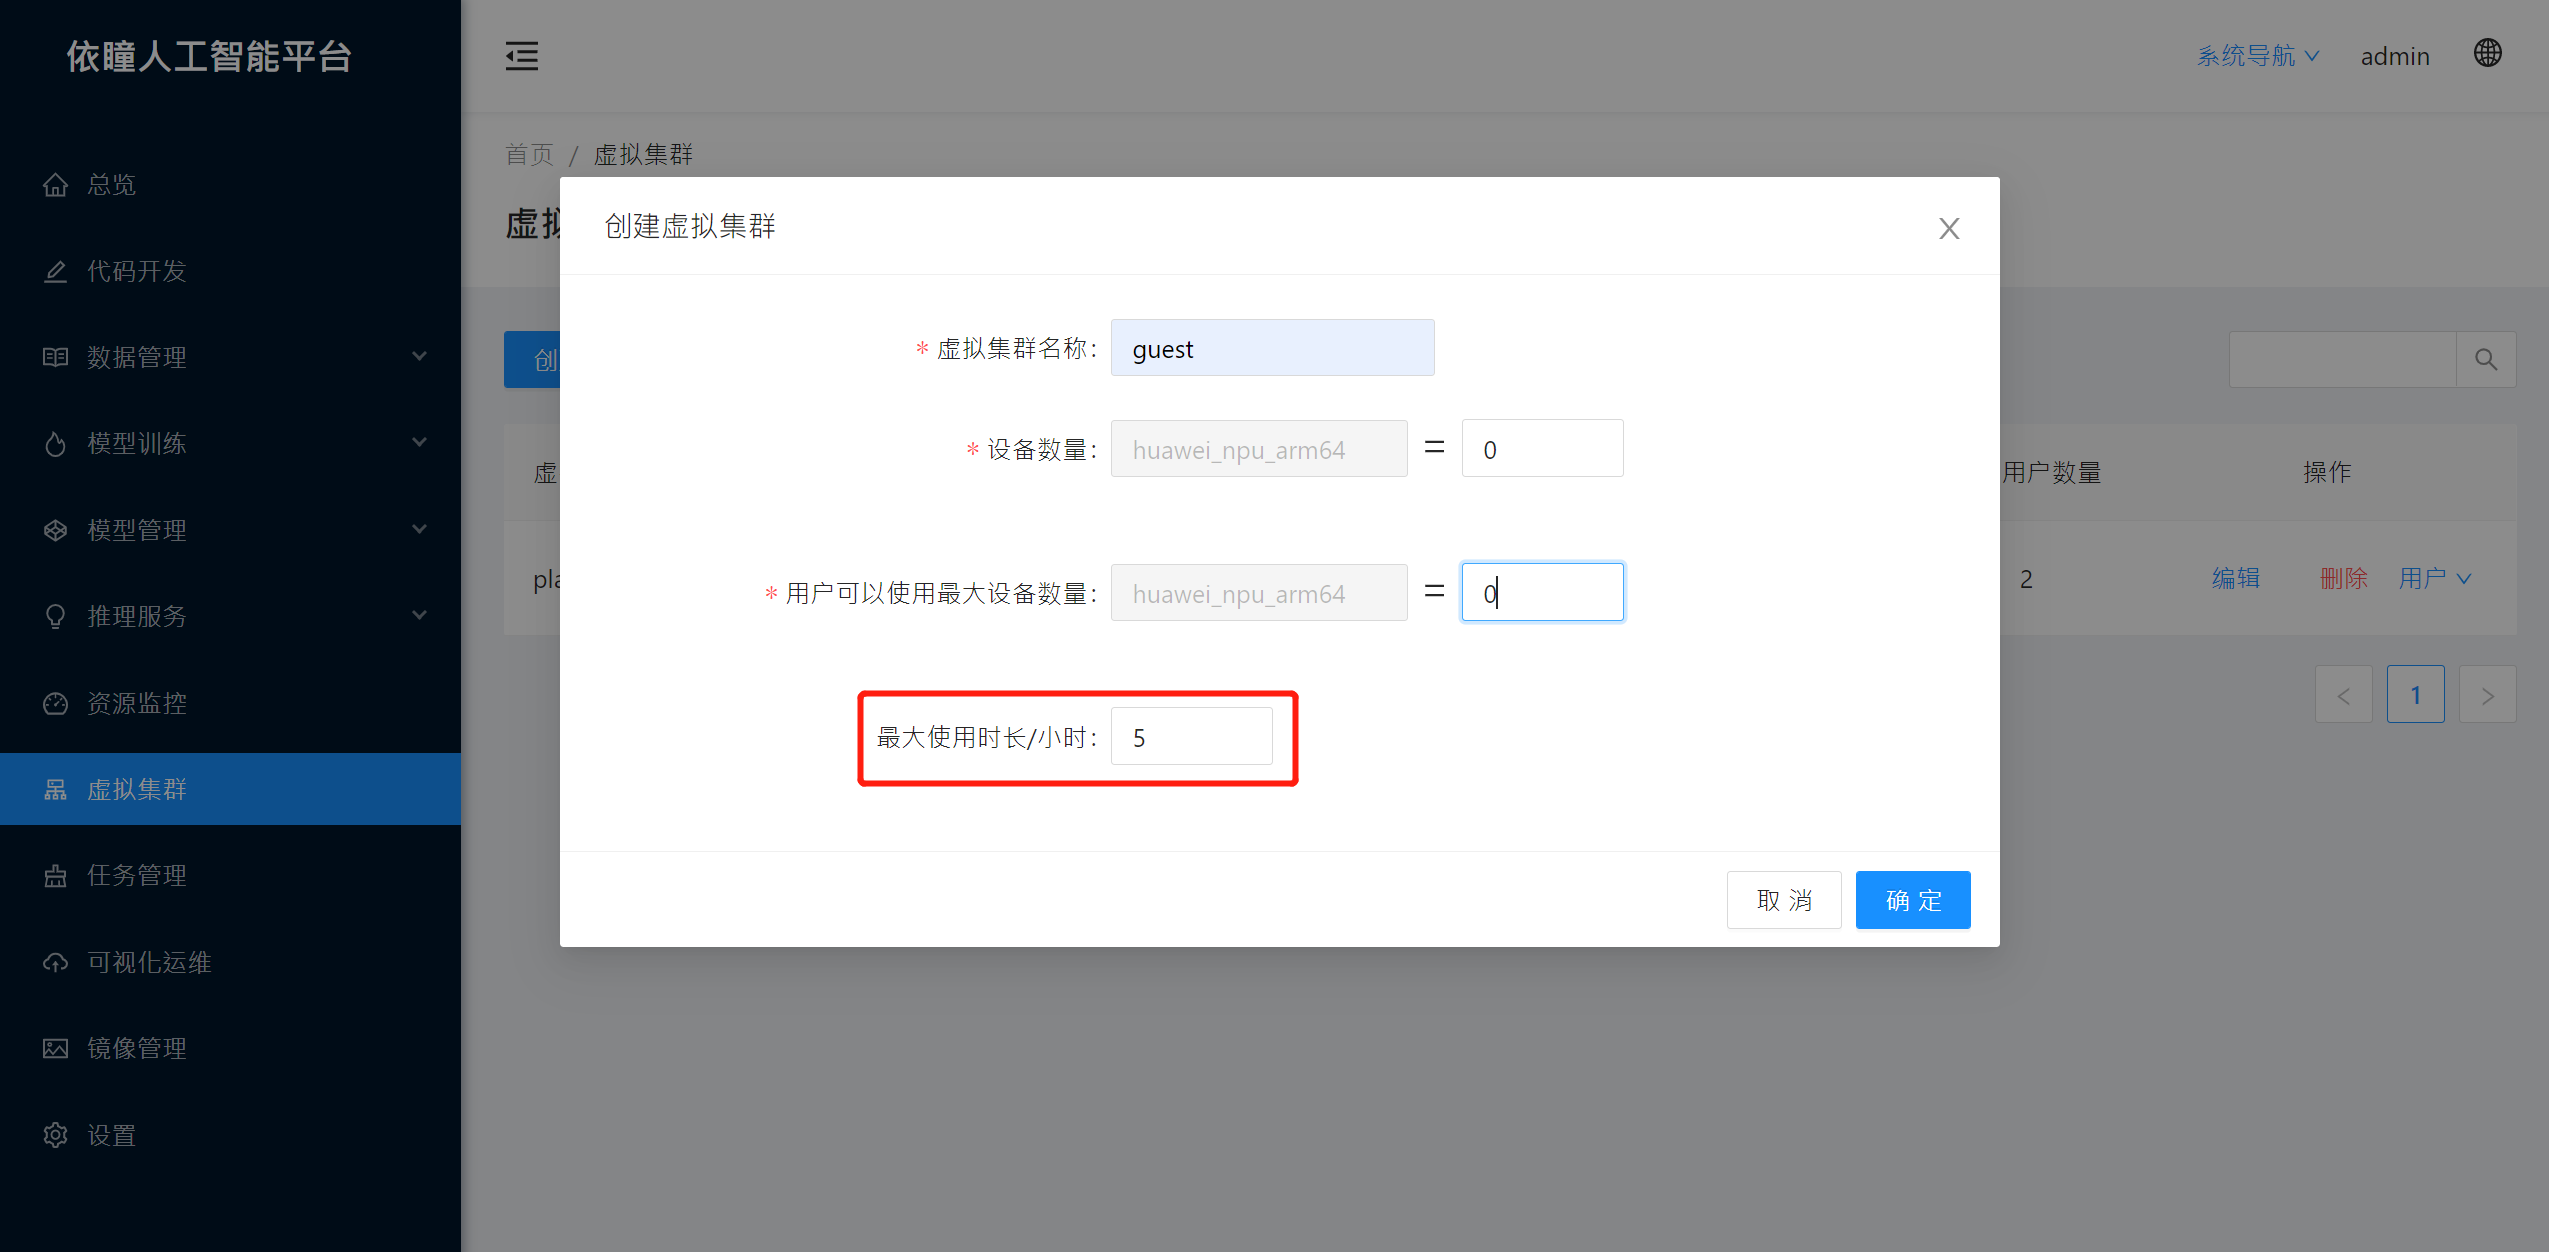 依瞳人工智能平台
系统导航
admin
首页 / 虚拟集群
总览
代码开发
数据管理
模型训练
模型管理
推理服务
资源监控
虚拟集群
任务管理
可视化运维
镜像管理
设置
虚拟
创
虚
用户数量
操作
pla
2
编辑
删除
用户
< 1 >
创建虚拟集群
* 虚拟集群名称: guest
* 设备数量: huawei_npu_arm64 = 0
* 用户可以使用最大设备数量: huawei_npu_arm64 = 0
最大使用时长/小时: 5
取 消
确 定